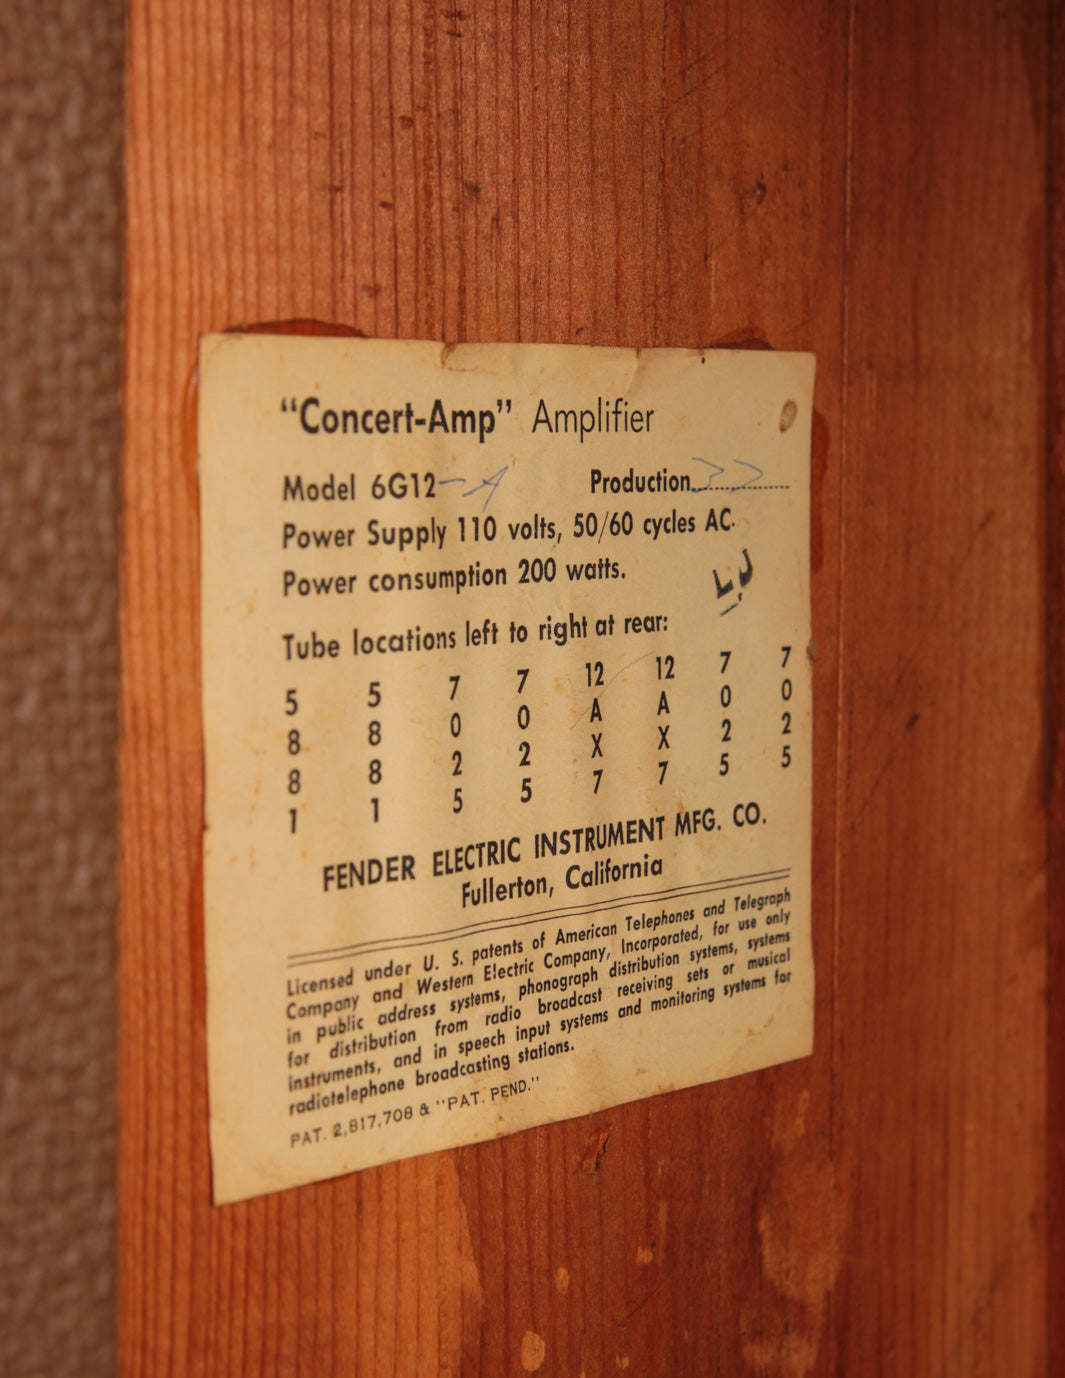 “Concert-Amp” Amplifier
Model 6G12-A Production
Power Supply 110 volts, 50/60 cycles AC.
Power consumption 200 watts.
LJ
Tube locations left to right at rear:
5 5 7 7 12 12 7 7
8 8 0 0 A A 0 0
8 8 2 2 X X 2 2
1 1 5 5 7 7 5 5
FENDER ELECTRIC INSTRUMENT MFG. CO.
Fullerton, California
Licensed under U. S. patents of American Telephones and Telegraph
Company and Western Electric Company, Incorporated, for use only
in public address systems, phonograph distribution systems, systems
for distribution from radio broadcast receiving sets or musical
instruments, and in speech input systems and monitoring systems for
radiotelephone broadcasting stations.
PAT. 2,817,708 & "PAT. PEND."